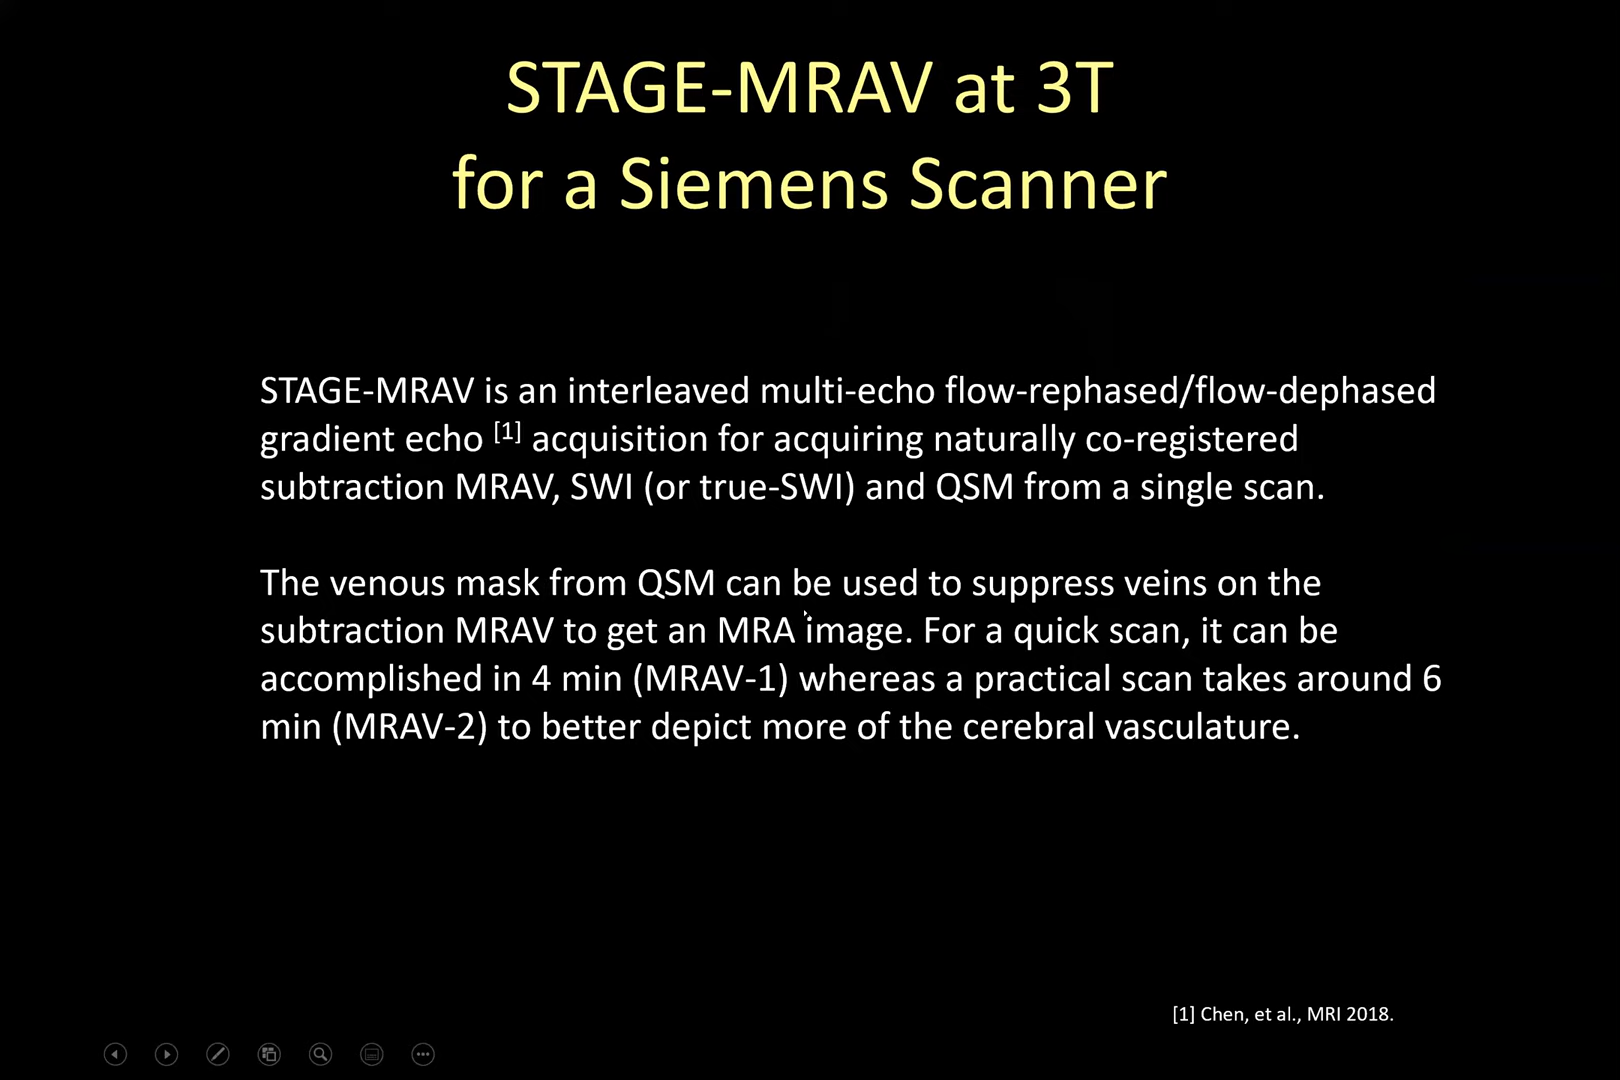 STAGE-MRAV at 3T
for a Siemens Scanner
STAGE-MRAV is an interleaved multi-echo flow-rephased/flow-dephased
gradient echo [1] acquisition for acquiring naturally co-registered
subtraction MRAV, SWI (or true-SWI) and QSM from a single scan.
The venous mask from QSM can be used to suppress veins on the
subtraction MRAV to get an MRA image. For a quick scan, it can be
accomplished in 4 min (MRAV-1) whereas a practical scan takes around 6
min (MRAV-2) to better depict more of the cerebral vasculature.
[1] Chen, et al., MRI 2018.